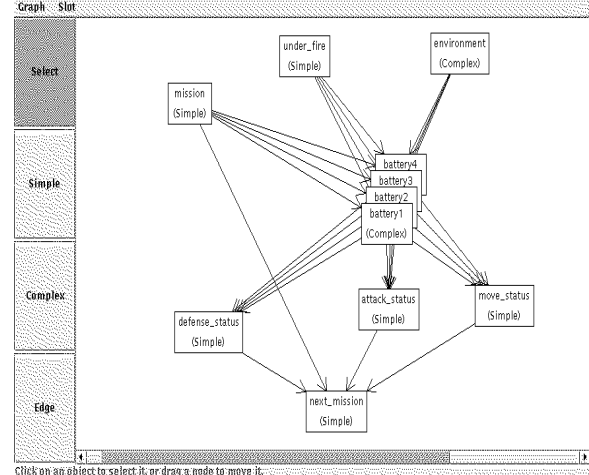 Graph Slot
Select
Simple
Complex
Edge
under_fire
(Simple)
environment
(Complex)
mission
(Simple)
battery4
battery3
battery2
battery1
(Complex)
defense_status
(Simple)
attack_status
(Simple)
move_status
(Simple)
next_mission
(Simple)
Click on an object to select it, or drag a node to move it.